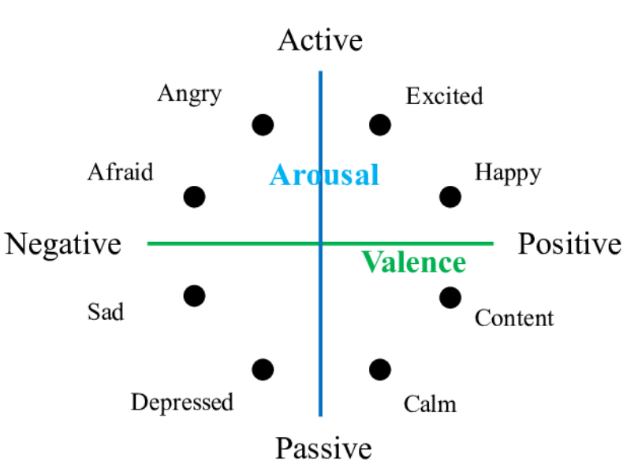 Active
Angry
Excited
Afraid
Arousal
Happy
Negative
Positive
Valence
Sad
Content
Depressed
Calm
Passive